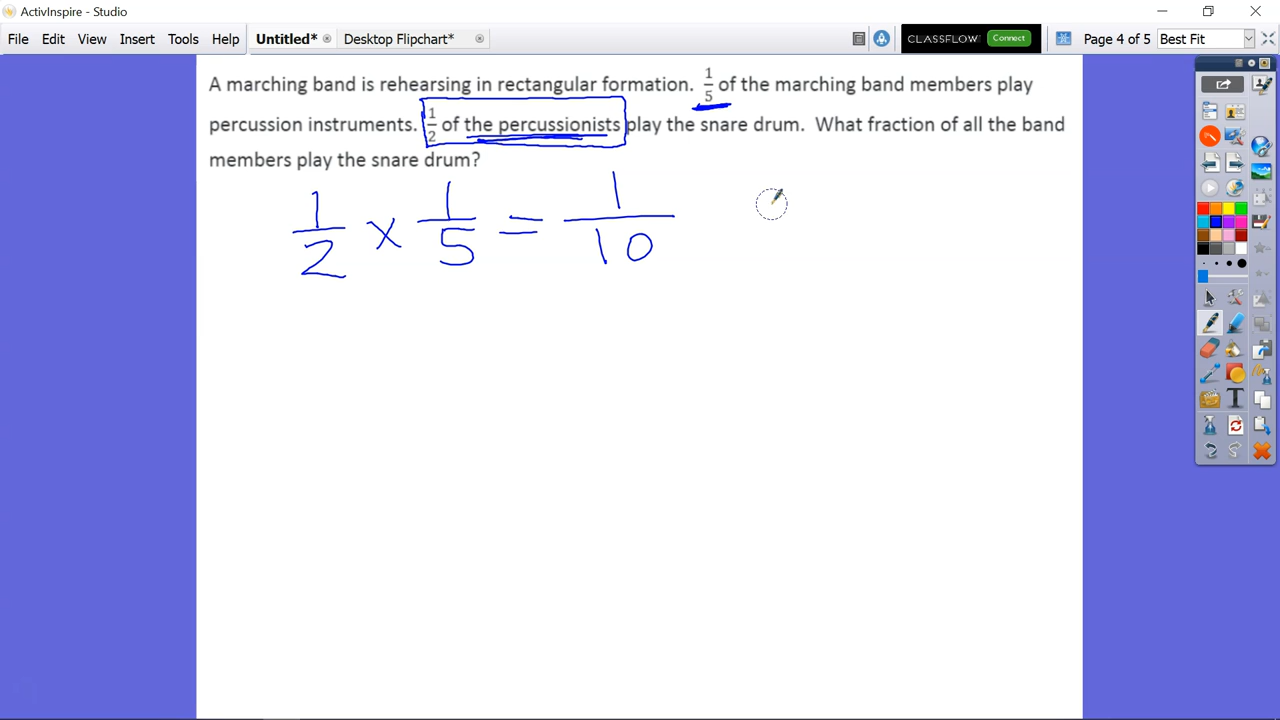 ActivInspire - Studio
File Edit View Insert Tools Help Untitled* Desktop Flipchart* CLASSFLOW Connect Page 4 of 5 Best Fit
A marching band is rehearsing in rectangular formation. 1/5 of the marching band members play
percussion instruments. 1/2 of the percussionists play the snare drum. What fraction of all the band
members play the snare drum?
1/2 x 1/5 = 1/10